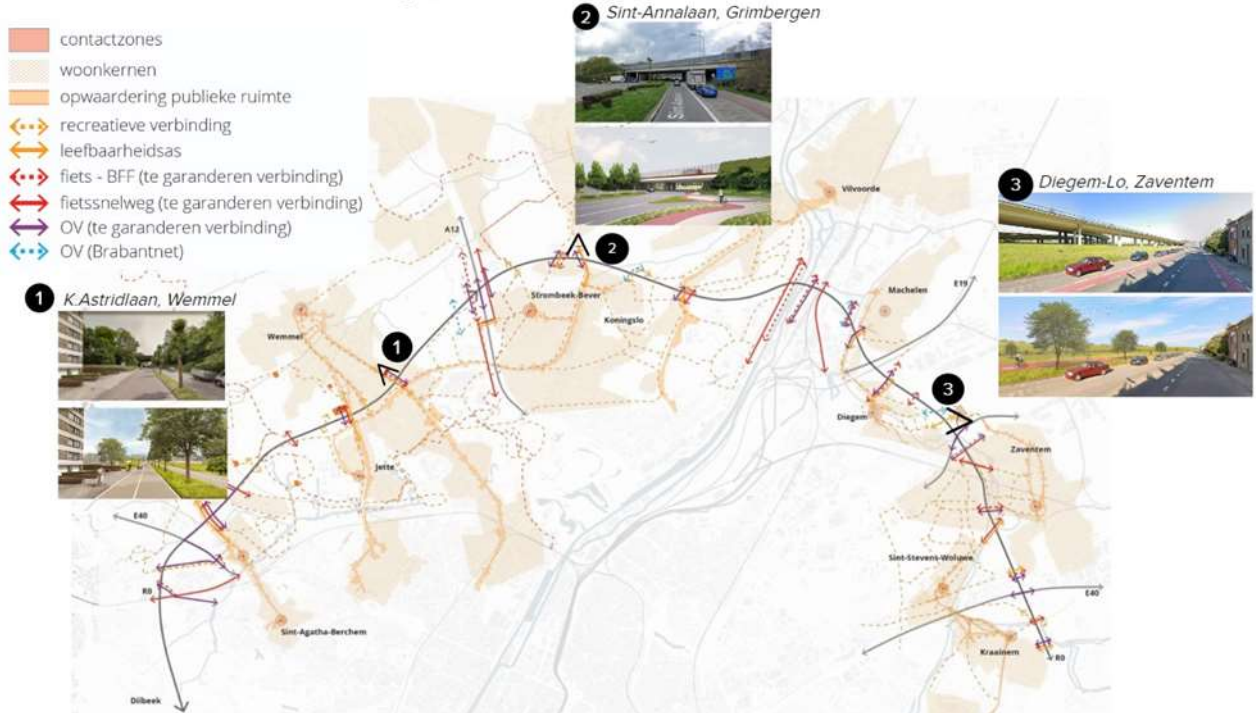 contactzones
woonkernen
opwaardering publieke ruimte
recreatieve verbinding
leefbaarheidsas
fiets - BFF (te garanderen verbinding)
fietssnelweg (te garanderen verbinding)
OV (te garanderen verbinding)
OV (Brabantnet)
1 K.Astridlaan, Wemmel
2 Sint-Annalaan, Grimbergen
3 Diegem-Lo, Zaventem
Vilvoorde
A12
2
Strombeek-Bever
Koningslo
Machelen
E19
Wemmel
1
3
Diegem
Zaventem
Jette
E40
R0
Sint-Stevens-Woluwe
E40
Sint-Agatha-Berchem
Kraainem
R0
Dilbeek